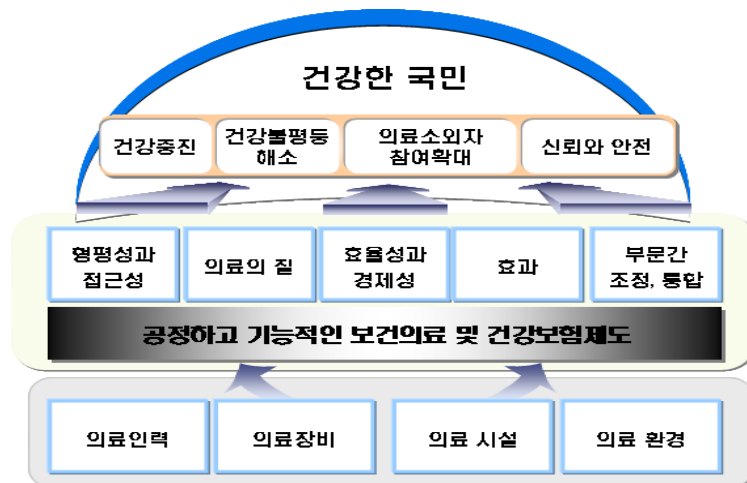 건강한 국민
건강증진
건강불평등
해소
의료소외자
참여확대
신뢰와 안전
형평성과
접근성
의료의 질
효율성과
경제성
효과
부문간
조정, 통합
공정하고 기능적인 보건의료 및 건강보험제도
의료인력
의료장비
의료 시설
의료 환경